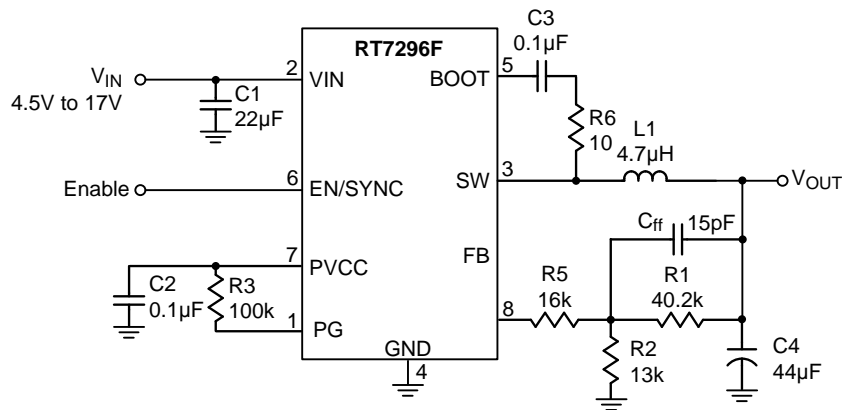 RT7296F
VIN
4.5V to 17V
C1
22µF
2
VIN
BOOT
5
C3
0.1µF
R6
10
L1
4.7µH
Enable
6
EN/SYNC
SW
3
VOUT
Cff
15pF
7
PVCC
FB
C2
0.1µF
R3
100k
1
PG
8
R5
16k
R1
40.2k
R2
13k
C4
44µF
GND
4